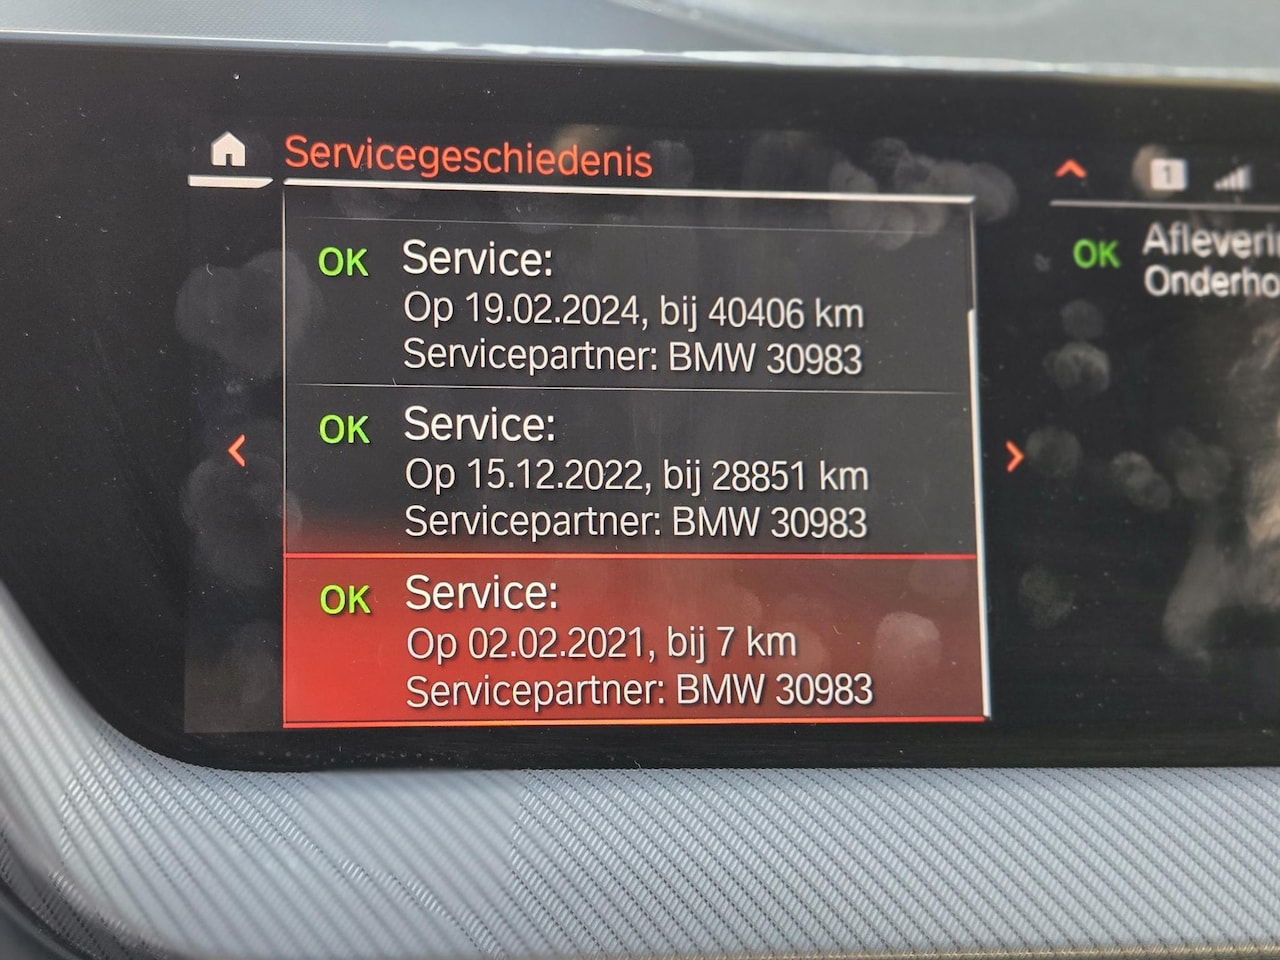 Servicegeschiedenis
1
OK Service:
Op 19.02.2024, bij 40406 km
Servicepartner: BMW 30983
OK Service:
Op 15.12.2022, bij 28851 km
Servicepartner: BMW 30983
OK Service:
Op 02.02.2021, bij 7 km
Servicepartner: BMW 30983
OK